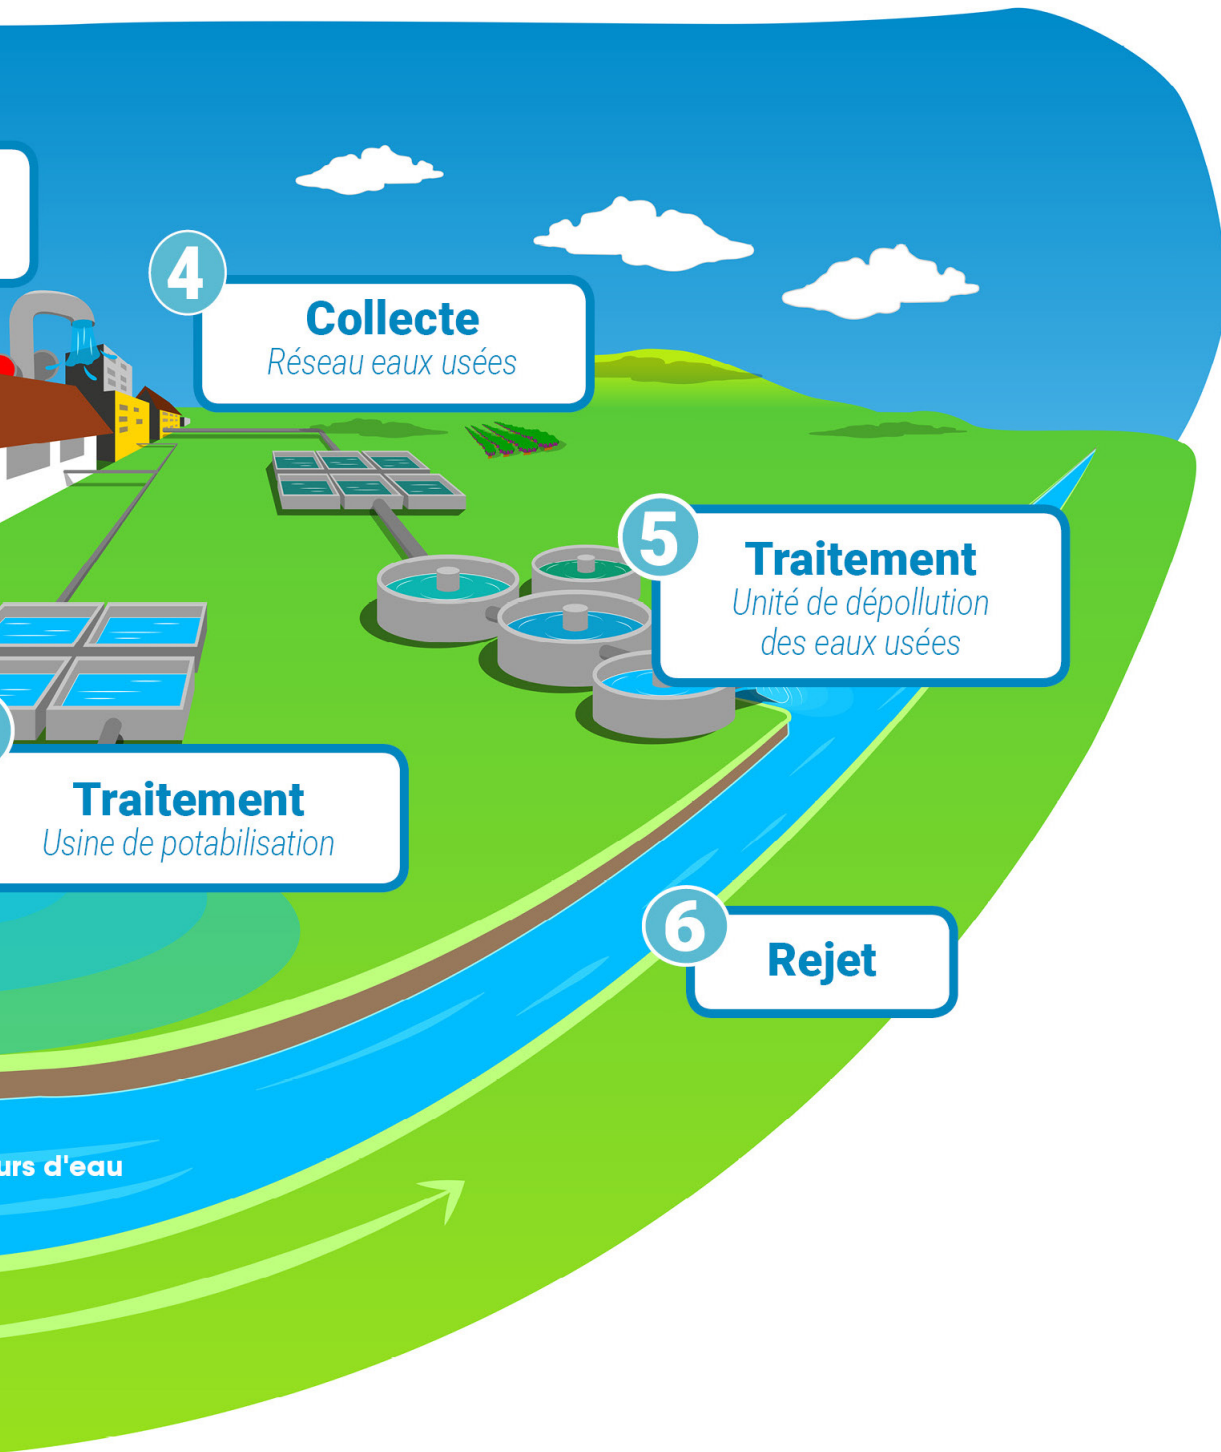 4
Collecte
Réseau eaux usées
5
Traitement
Unité de dépollution
des eaux usées
Traitement
Usine de potabilisation
6
Rejet
d'eau